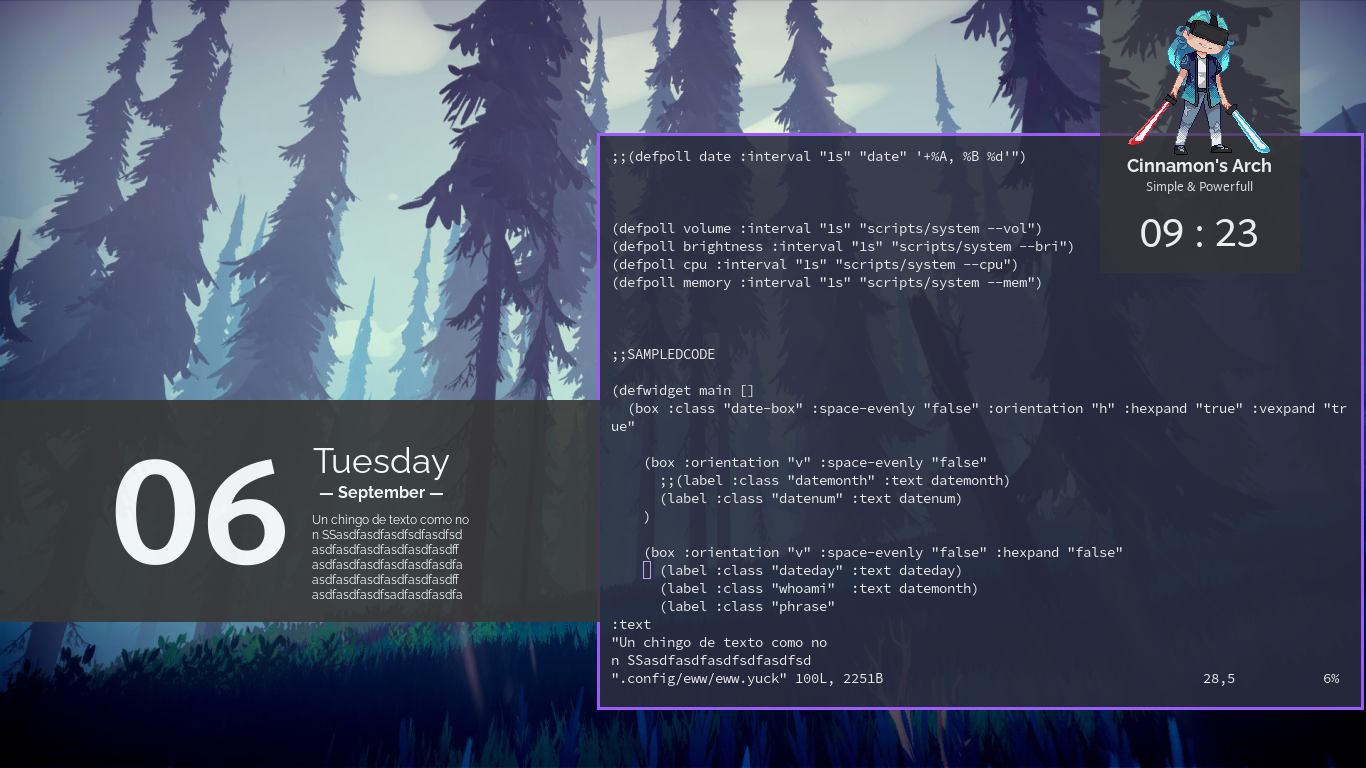 Cinnamon's Arch
Simple & Powerfull
09 : 23
06
Tuesday
— September —
Un chingo de texto como no
n SSasdfasdfasdfsdfasdfsd
asdfasdfasdfasdfasdfasdff
asdfasdfasdfasdfasdfasdfa
asdfasdfasdfasdfasdfasdff
asdfasdfasdfsadfasdfasdfa
;;(defpoll date :interval "1s" "date" '+%A, %B %d'")
(defpoll volume :interval "1s" "scripts/system --vol")
(defpoll brightness :interval "1s" "scripts/system --bri")
(defpoll cpu :interval "1s" "scripts/system --cpu")
(defpoll memory :interval "1s" "scripts/system --mem")
;;SAMPLEDCODE
(defwidget main []
(box :class "date-box" :space-evenly "false" :orientation "h" :hexpand "true" :vexpand "tr
ue"
(box :orientation "v" :space-evenly "false"
;;(label :class "datemonth" :text datemonth)
(label :class "datenum" :text datenum)
)
(box :orientation "v" :space-evenly "false" :hexpand "false"
(label :class "dateday" :text dateday)
(label :class "whoami"  :text datemonth)
(label :class "phrase"
:text
"Un chingo de texto como no
n SSasdfasdfasdfsdfasdfsd
".config/eww/eww.yuck" 100L, 2251B 28,5 6%